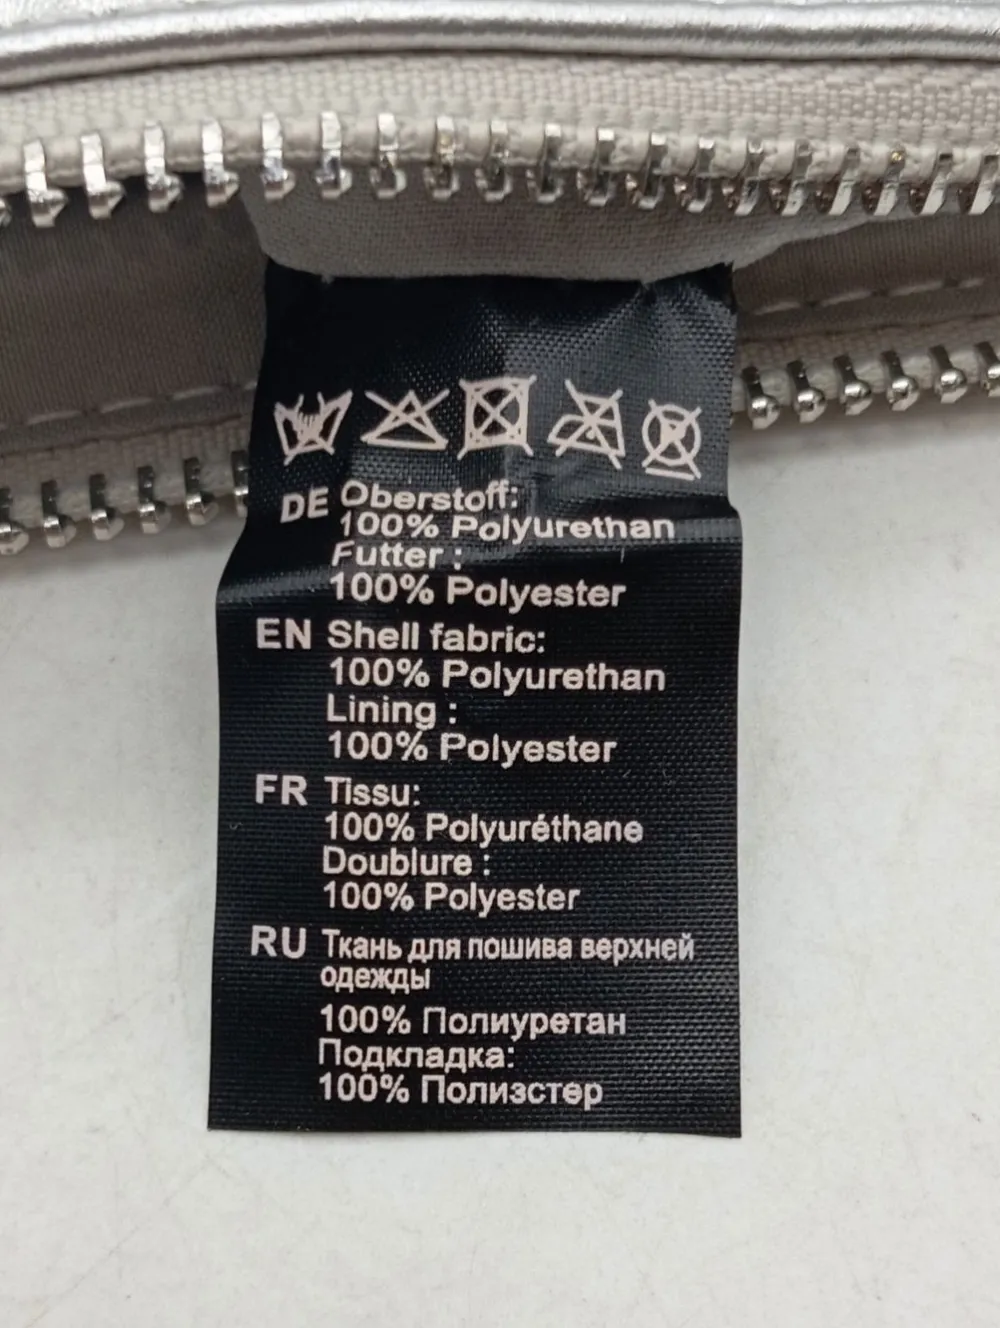 DE Oberstoff:
100% Polyurethan
Futter :
100% Polyester
EN Shell fabric:
100% Polyurethan
Lining :
100% Polyester
FR Tissu:
100% Polyuréthane
Doublure :
100% Polyester
RU Ткань для пошива верхней
одежды
100% Полиуретан
Подкладка:
100% Полизстер